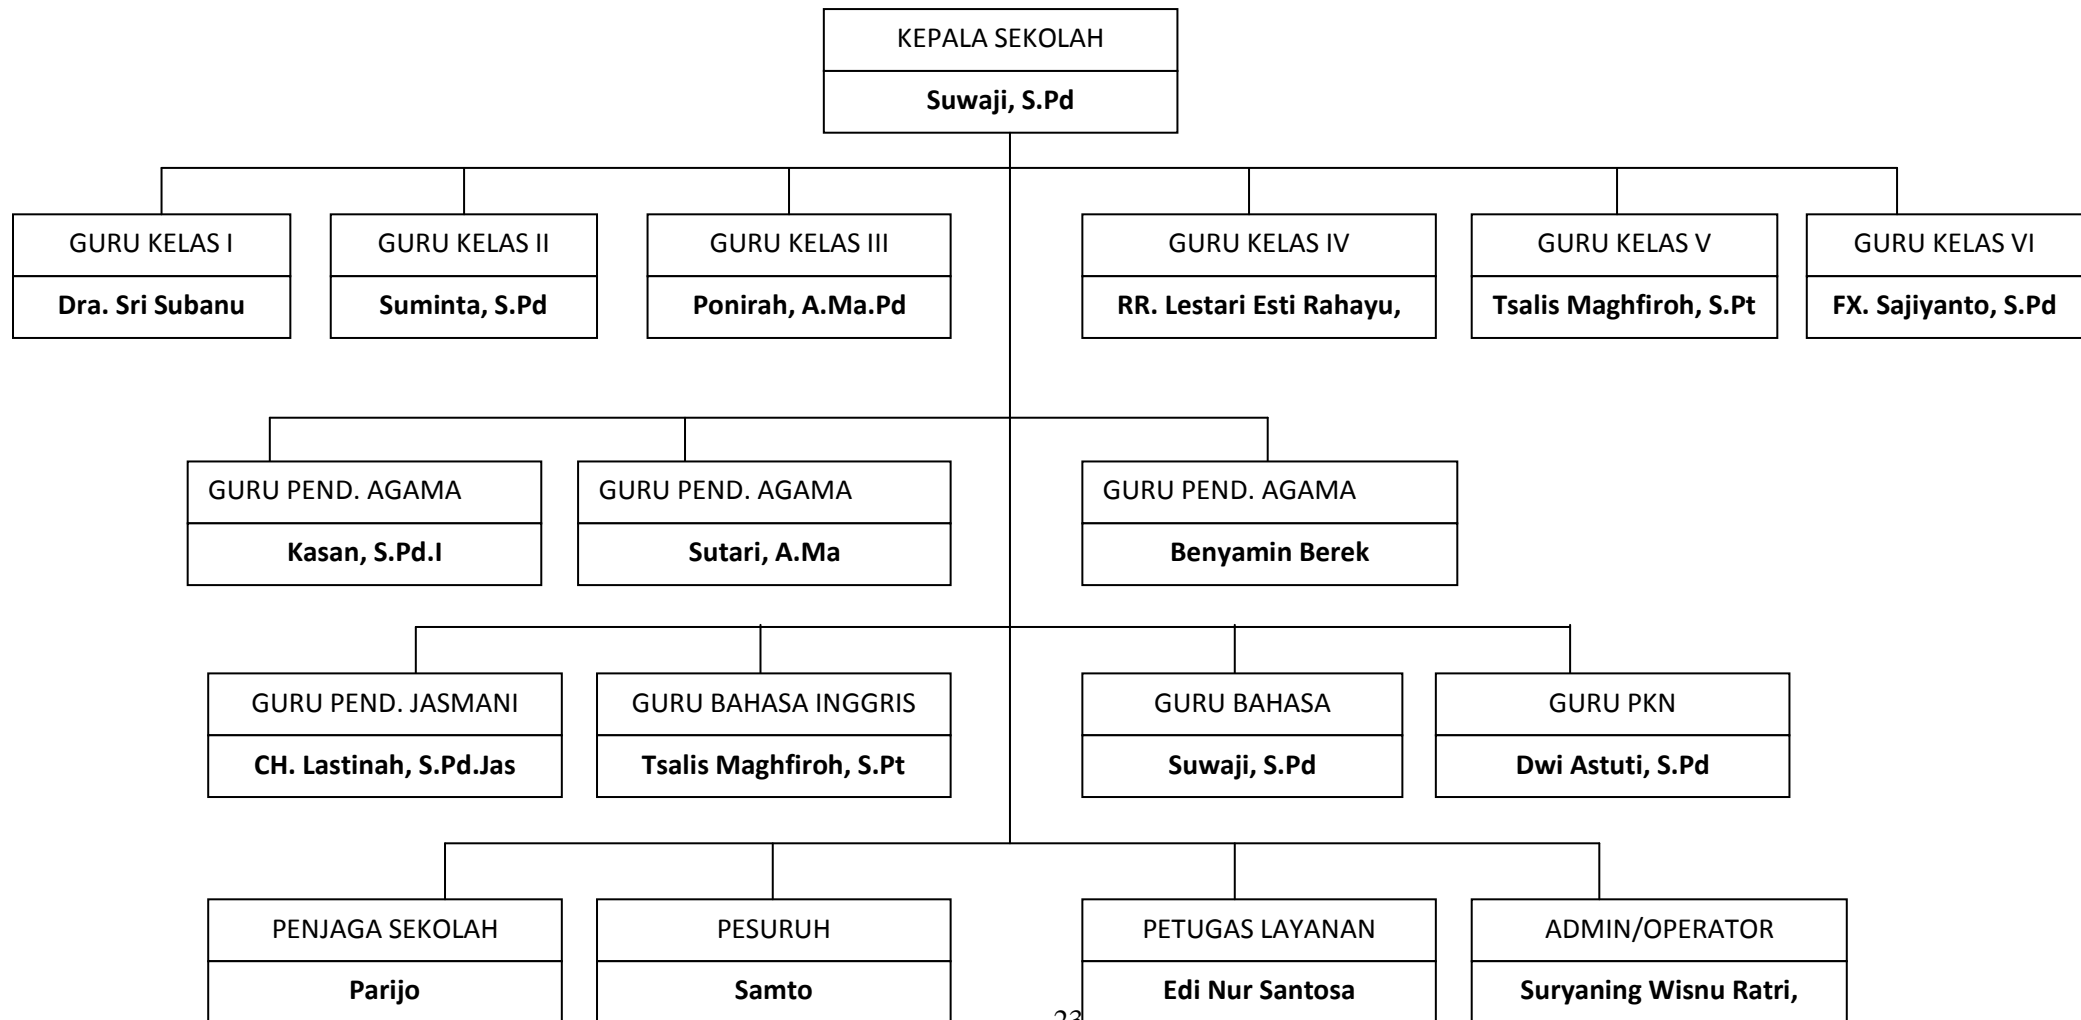 KEPALA SEKOLAH
Suwaji, S.Pd
GURU KELAS I
Dra. Sri Subanu
GURU KELAS II
Suminta, S.Pd
GURU KELAS III
Ponirah, A.Ma.Pd
GURU KELAS IV
RR. Lestari Esti Rahayu,
GURU KELAS V
Tsalis Maghfiroh, S.Pt
GURU KELAS VI
FX. Sajiyanto, S.Pd
GURU PEND. AGAMA
Kasan, S.Pd.I
GURU PEND. AGAMA
Sutari, A.Ma
GURU PEND. AGAMA
Benyamin Berek
GURU PEND. JASMANI
CH. Lastinah, S.Pd.Jas
GURU BAHASA INGGRIS
Tsalis Maghfiroh, S.Pt
GURU BAHASA
Suwaji, S.Pd
GURU PKN
Dwi Astuti, S.Pd
PENJAGA SEKOLAH
Parijo
PESURUH
Samto
PETUGAS LAYANAN
Edi Nur Santosa
ADMIN/OPERATOR
Suryaning Wisnu Ratri,
23